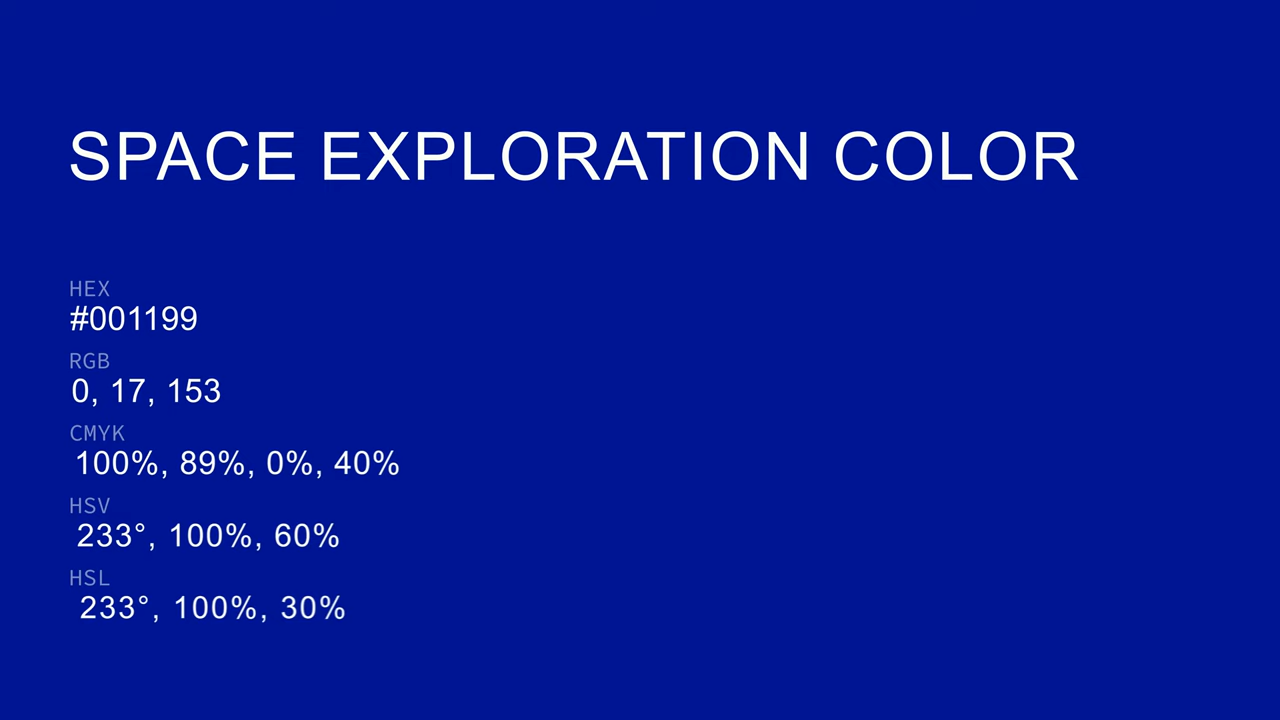 SPACE EXPLORATION COLOR
HEX
#001199
RGB
0, 17, 153
CMYK
100%, 89%, 0%, 40%
HSV
233°, 100%, 60%
HSL
233°, 100%, 30%